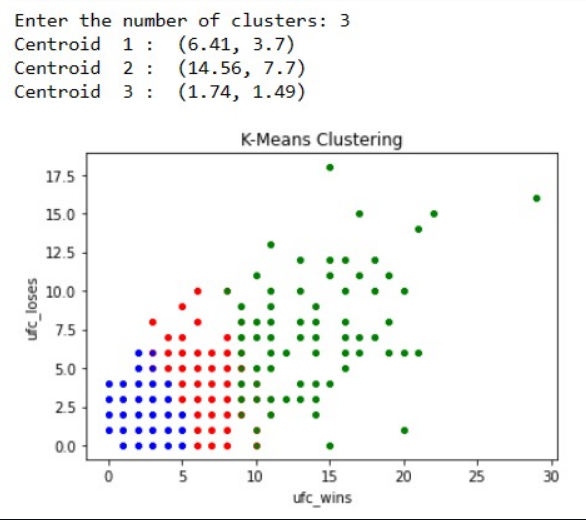 Enter the number of clusters: 3
Centroid 1 : (6.41, 3.7)
Centroid 2 : (14.56, 7.7)
Centroid 3 : (1.74, 1.49)
K-Means Clustering
17.5
15.0
12.5
10.0
7.5
5.0
2.5
0.0
ufc_loses
0 5 10 15 20 25 30
ufc_wins